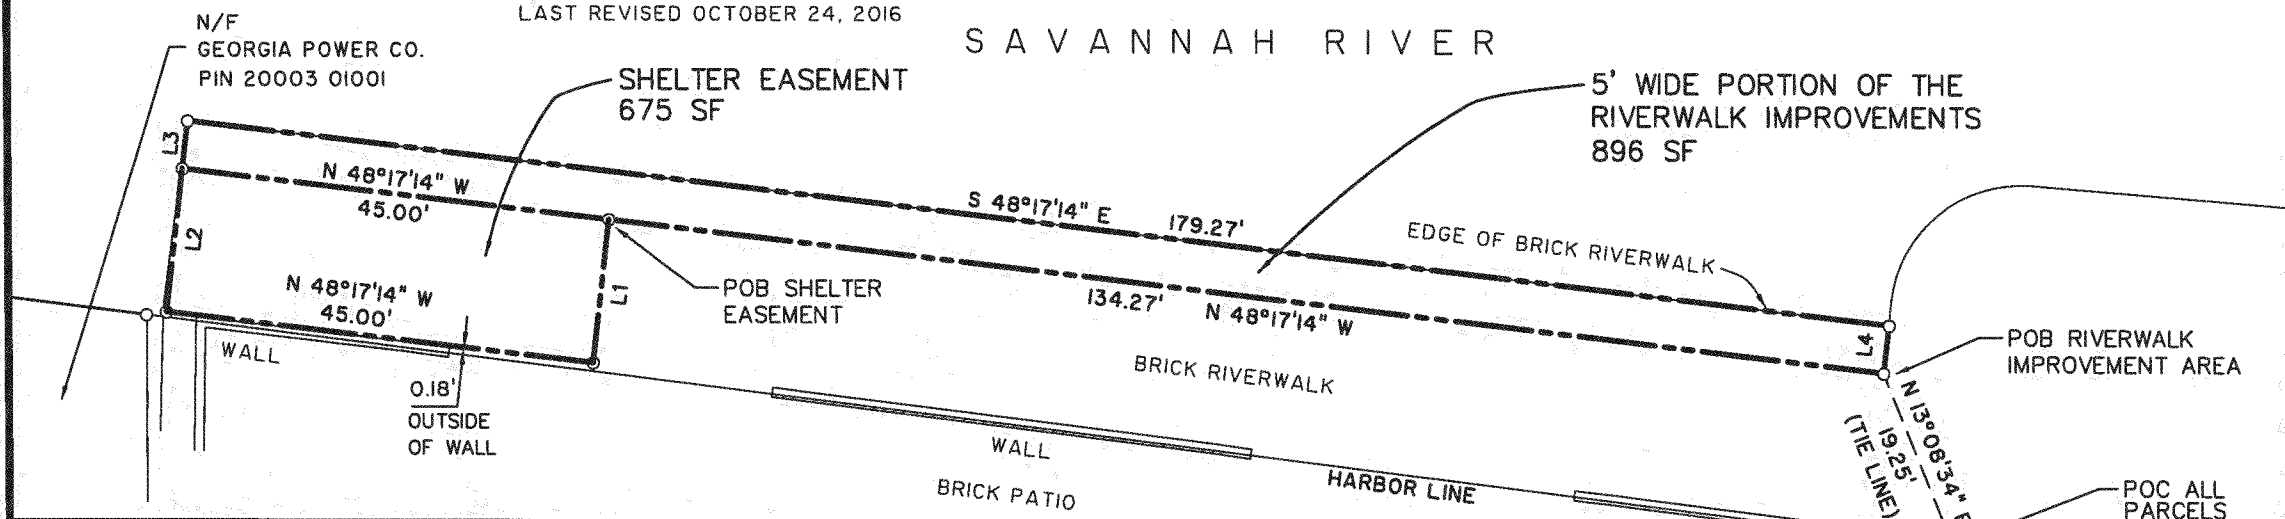 LAST REVISED OCTOBER 24, 2016
N/F
GEORGIA POWER CO.
PIN 20003 01001
SAVANNAH RIVER
SHELTER EASEMENT
675 SF
5' WIDE PORTION OF THE
RIVERWALK IMPROVEMENTS
896 SF
L3
N 48°17'14" W
45.00'
S 48°17'14" E 179.27'
EDGE OF BRICK RIVERWALK
L2
N 48°17'14" W
45.00'
L1
POB SHELTER
EASEMENT
134.27' N 48°17'14" W
L4
POB RIVERWALK
IMPROVEMENT AREA
WALL
BRICK RIVERWALK
0.18'
OUTSIDE
OF WALL
WALL
HARBOR LINE
BRICK PATIO
N 13°08'34" E
19.25'
(TIE LINE)
POC ALL
PARCELS